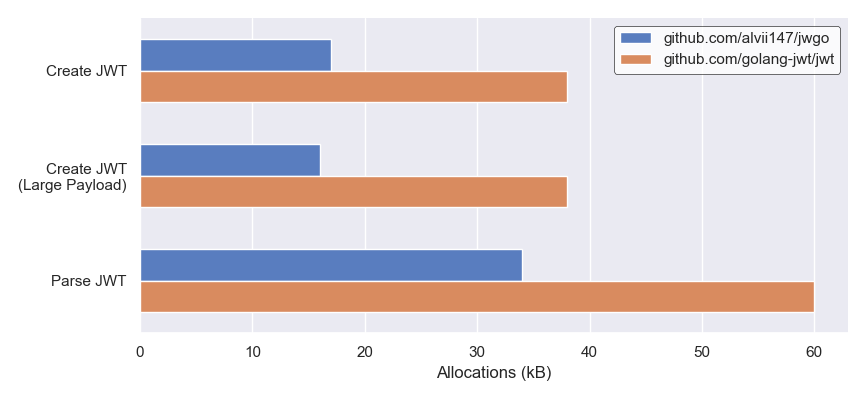 github.com/alvii147/jwgo
github.com/golang-jwt/jwt
Create JWT
Create JWT
(Large Payload)
Parse JWT
0 10 20 30 40 50 60
Allocations (kB)